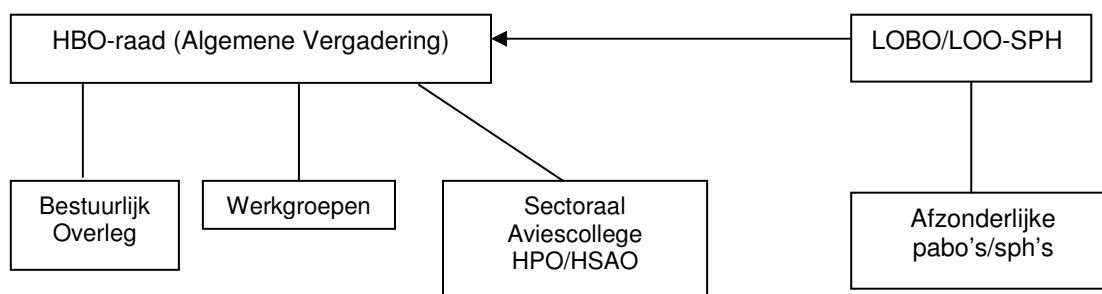 HBO-raad (Algemene Vergadering)
LOBO/LOO-SPH
Bestuurlijk
Overleg
Werkgroepen
Sectoraal
Aviescollege
HPO/HSAO
Afzonderlijke
pabo’s/sph’s